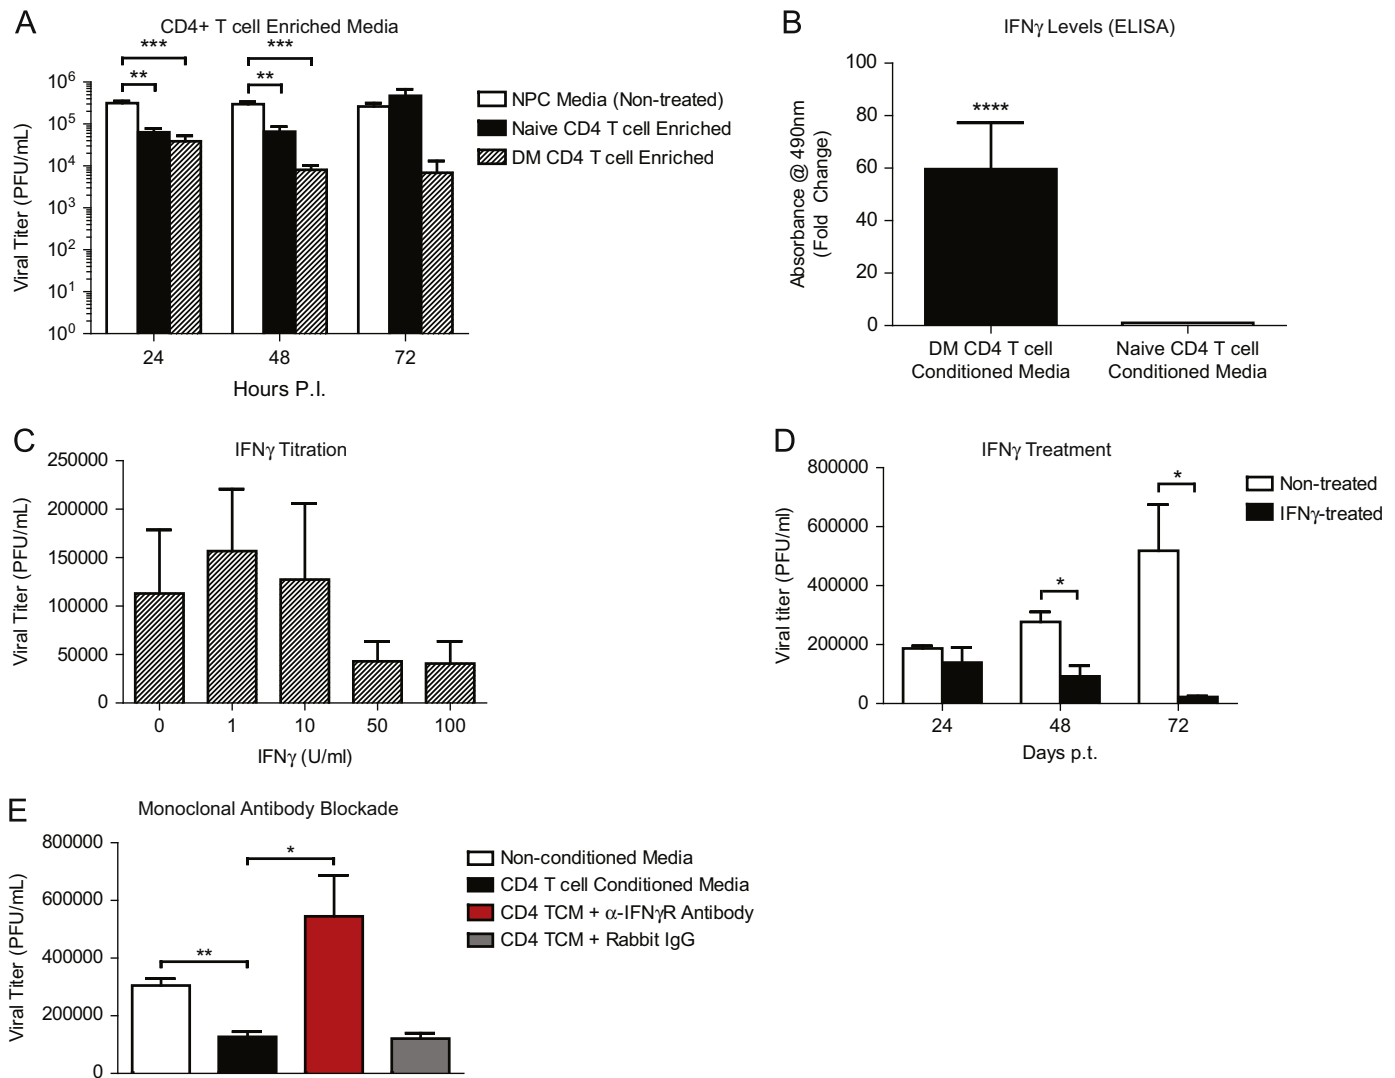 A
CD4+ T cell Enriched Media
***
***
**
**
10^6
10^5
10^4
10^3
10^2
10^1
10^0
Viral Titer (PFU/mL)
24
48
72
Hours P.I.
NPC Media (Non-treated)
Naive CD4 T cell Enriched
DM CD4 T cell Enriched
B
IFNγ Levels (ELISA)
100
80
60
40
20
0
Absorbance @ 490nm
(Fold Change)
****
DM CD4 T cell
Conditioned Media
Naive CD4 T cell
Conditioned Media
C
IFNγ Titration
250000
200000
150000
100000
50000
0
Viral Titer (PFU/mL)
0
1
10
50
100
IFNγ (U/ml)
D
IFNγ Treatment
800000
600000
400000
200000
0
Viral titer (PFU/ml)
*
*
24
48
72
Days p.t.
Non-treated
IFNγ-treated
E
Monoclonal Antibody Blockade
800000
600000
400000
200000
0
Viral Titer (PFU/mL)
**
*
Non-conditioned Media
CD4 T cell Conditioned Media
CD4 TCM + α-IFNγR Antibody
CD4 TCM + Rabbit IgG